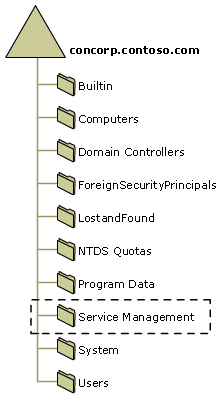 concorp.contoso.com
Builtin
Computers
Domain Controllers
ForeignSecurityPrincipals
LostandFound
NTDS Quotas
Program Data
Service Management
System
Users